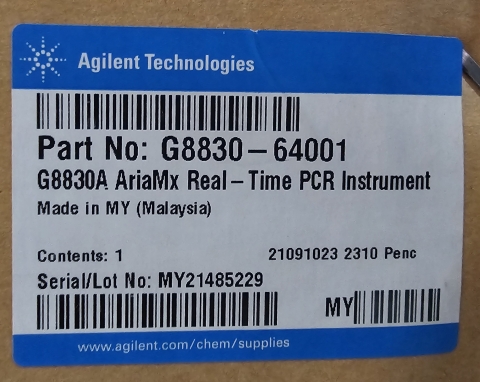 Agilent Technologies
Part No: G8830-64001
G8830A AriaMx Real-Time PCR Instrument
Made in MY (Malaysia)
Contents: 1 21091023 2310 Penc
Serial/Lot No: MY21485229
MY
www.agilent.com/chem/supplies